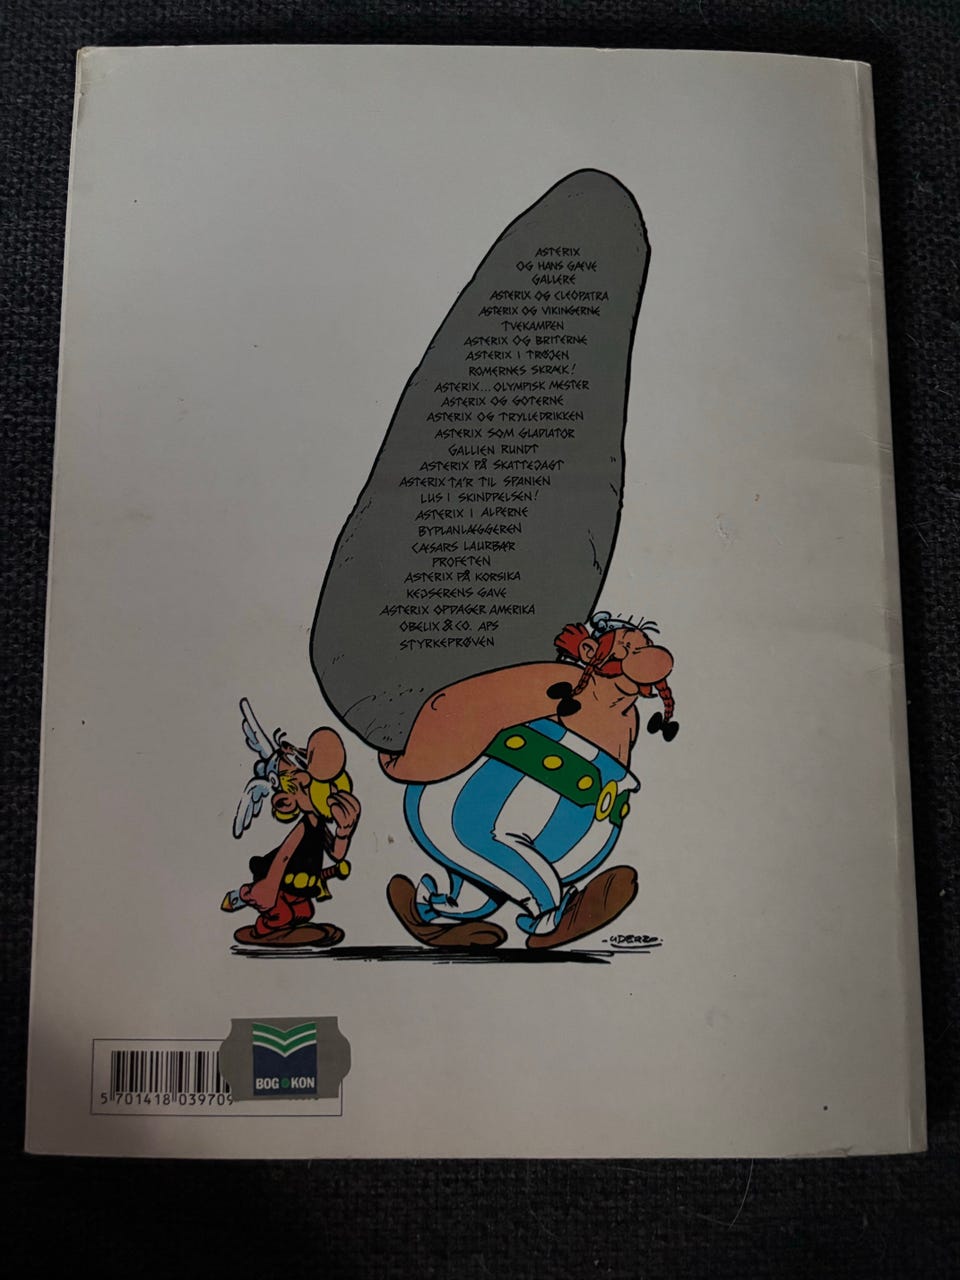 ASTERIX
OG HANS GÆVE
GALLERE
ASTERIX OG CLEOPATRA
ASTERIX OG VIKINGERNE
TVEKAMPEN
ASTERIX OG BRITERNE
ASTERIX I TRØJEN
ROMERNES SKRÆK!
ASTERIX... OLYMPISK MESTER
ASTERIX OG GOTERNE
ASTERIX OG TRYLLEDRIKKEN
ASTERIX SOM GLADIATOR
GALLIEN RUNDT
ASTERIX PÅ SKATTEJAGT
ASTERIX TA'R TIL SPANIEN
LUS I SKINDPELSEN!
ASTERIX I ALPERNE
BYPLANLÆGGEREN
CÆSARS LAURBÆR
PROFETEN
ASTERIX PÅ KORSIKA
KEJSERENS GAVE
ASTERIX OPDAGER AMERIKA
OBELIX & CO. APS
STYRKEPRØVEN
·UDERZO·
BOG KON
5 701418 039709